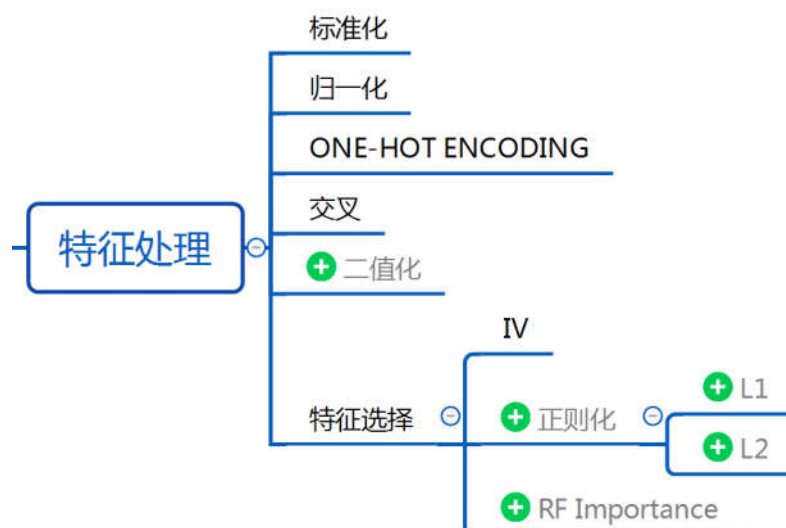 标准化
归一化
ONE-HOT ENCODING
交叉
特征处理
二值化
IV
特征选择
正则化
L1
L2
RF Importance